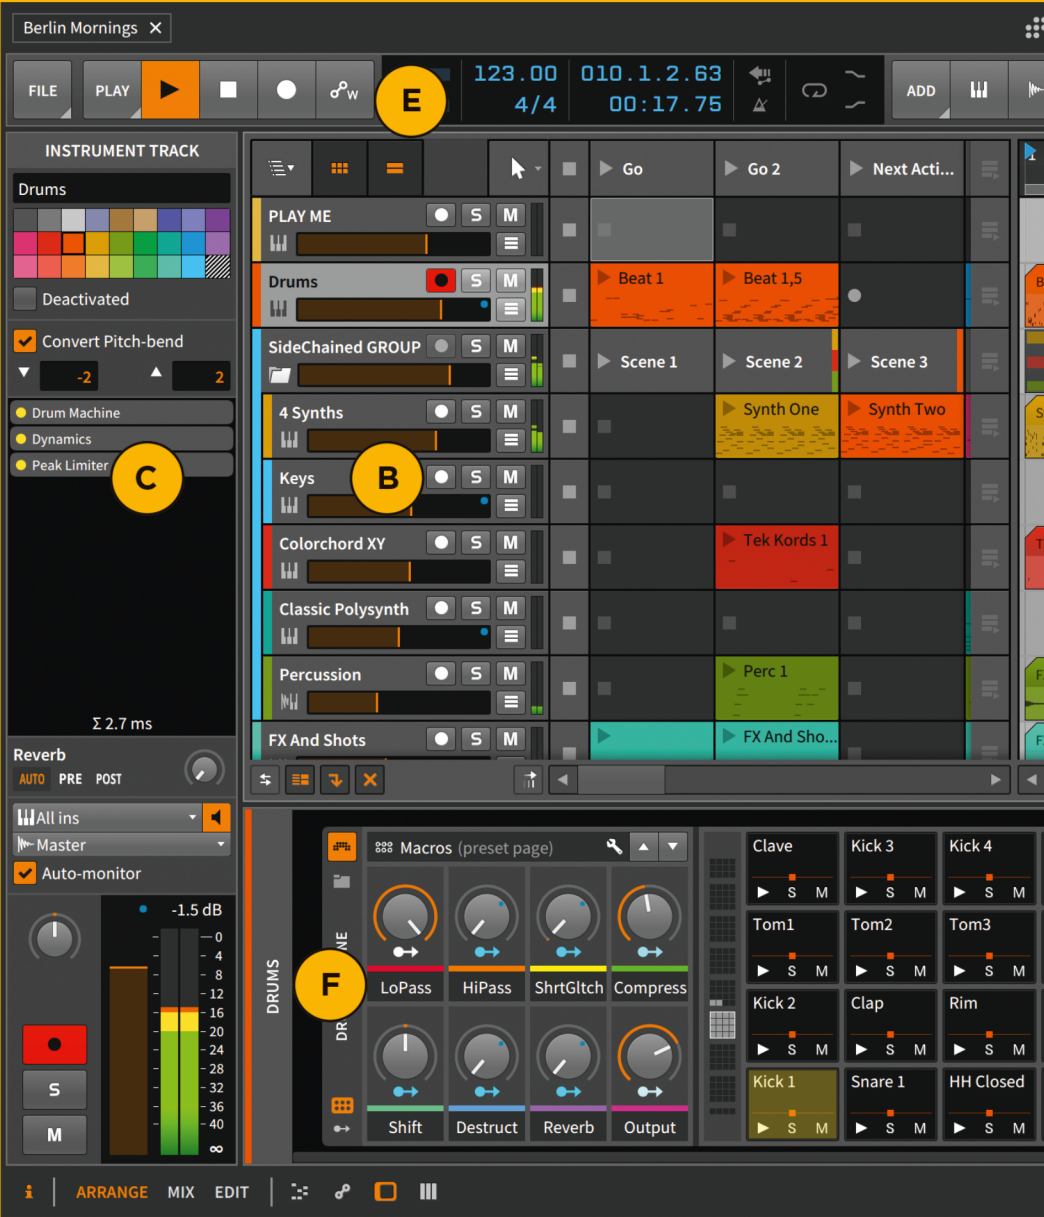 Berlin Mornings ×
FILE PLAY W E 123.00 010.1.2.63 ADD
4/4 00:17.75
INSTRUMENT TRACK
Drums
Deactivated
Convert Pitch-bend
-2 2
Drum Machine
Dynamics
Peak Limiter
C
Σ 2.7 ms
Reverb
AUTO PRE POST
All ins
Master
Auto-monitor
-1.5 dB
0
4
8
12
16
20
24
28
32
36
40
∞
S
M
Go Go 2 Next Acti... 1
PLAY ME S M
Drums S M Beat 1 Beat 1,5
SideChained GROUP S M Scene 1 Scene 2 Scene 3
4 Synths S M Synth One Synth Two
Keys B S M
Colorchord XY S M Tek Kords 1
Classic Polysynth S M
Percussion S M Perc 1
FX And Shots S M FX And Sho...
DRUMS
F
Macros (preset page)
LoPass HiPass ShrtGltch Compress
Shift Destruct Reverb Output
Clave Kick 3 Kick 4
S M S M S M
Tom1 Tom2 Tom3
S M S M S M
Kick 2 Clap Rim
S M S M S M
Kick 1 Snare 1 HH Closed
S M S M S M
i ARRANGE MIX EDIT